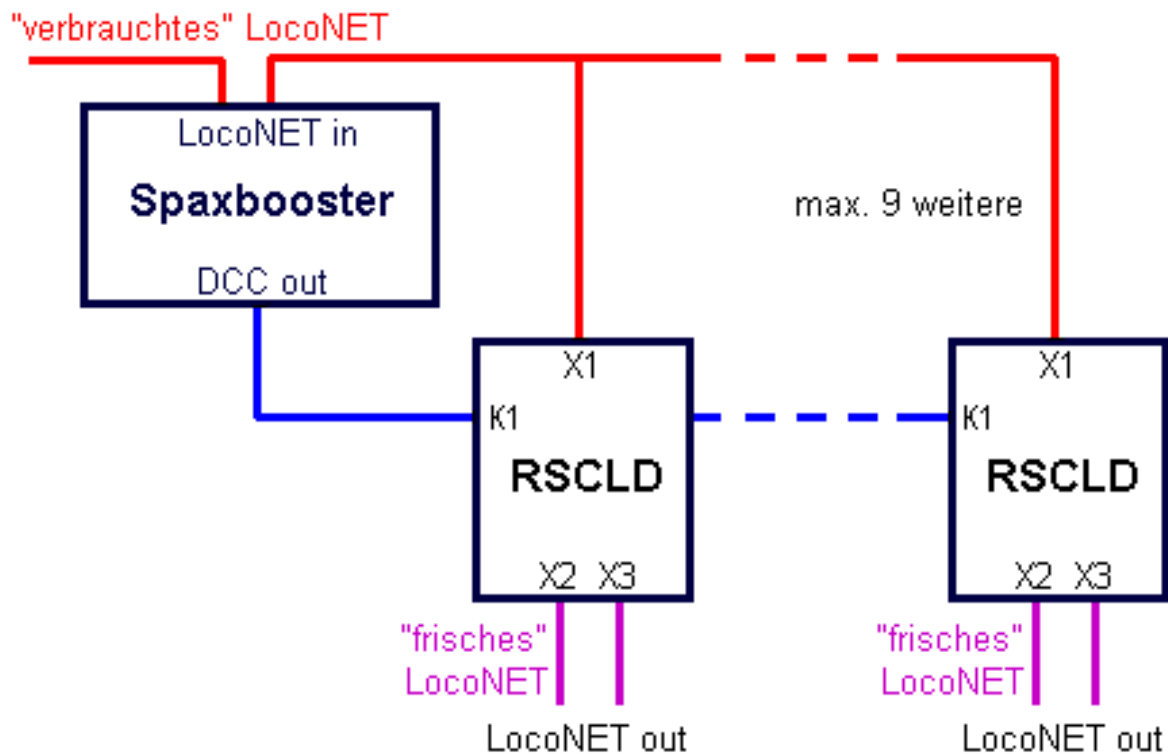 "verbrauchtes" LocoNET
LocoNET in
Spaxbooster
DCC out
max. 9 weitere
X1
K1
RSCLD
X2 X3
"frisches"
LocoNET
LocoNET out
X1
K1
RSCLD
X2 X3
"frisches"
LocoNET
LocoNET out